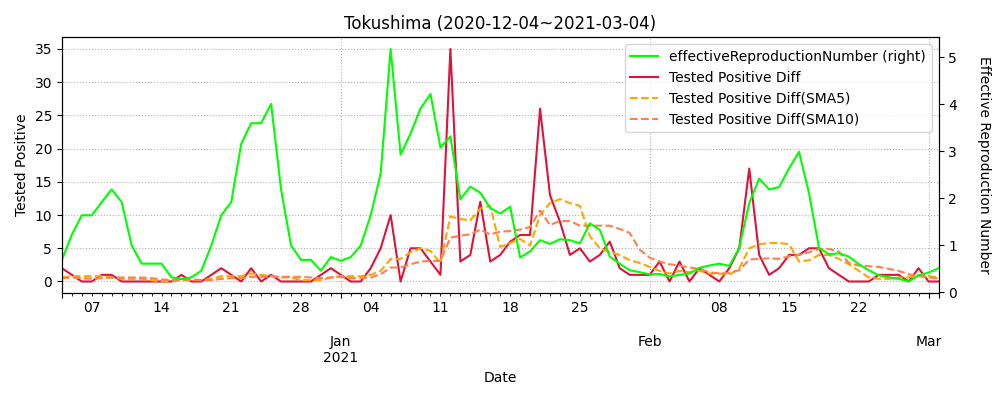 Tokushima (2020-12-04~2021-03-04)
effectiveReproductionNumber (right)
Tested Positive Diff
Tested Positive Diff(SMA5)
Tested Positive Diff(SMA10)
Tested Positive
35
30
25
20
15
10
5
0
Effective Reproduction Number
5
4
3
2
1
0
07 14 21 28 04 11 18 25 08 15 22
Jan Feb Mar
2021
Date